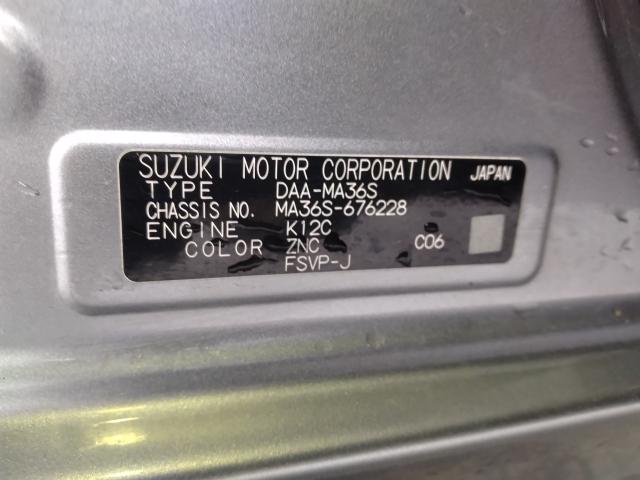 SUZUKI MOTOR CORPORATION JAPAN
TYPE DAA-MA36S
CHASSIS NO. MA36S-676228
ENGINE K12C
COLOR ZNC C06
FSVP-J